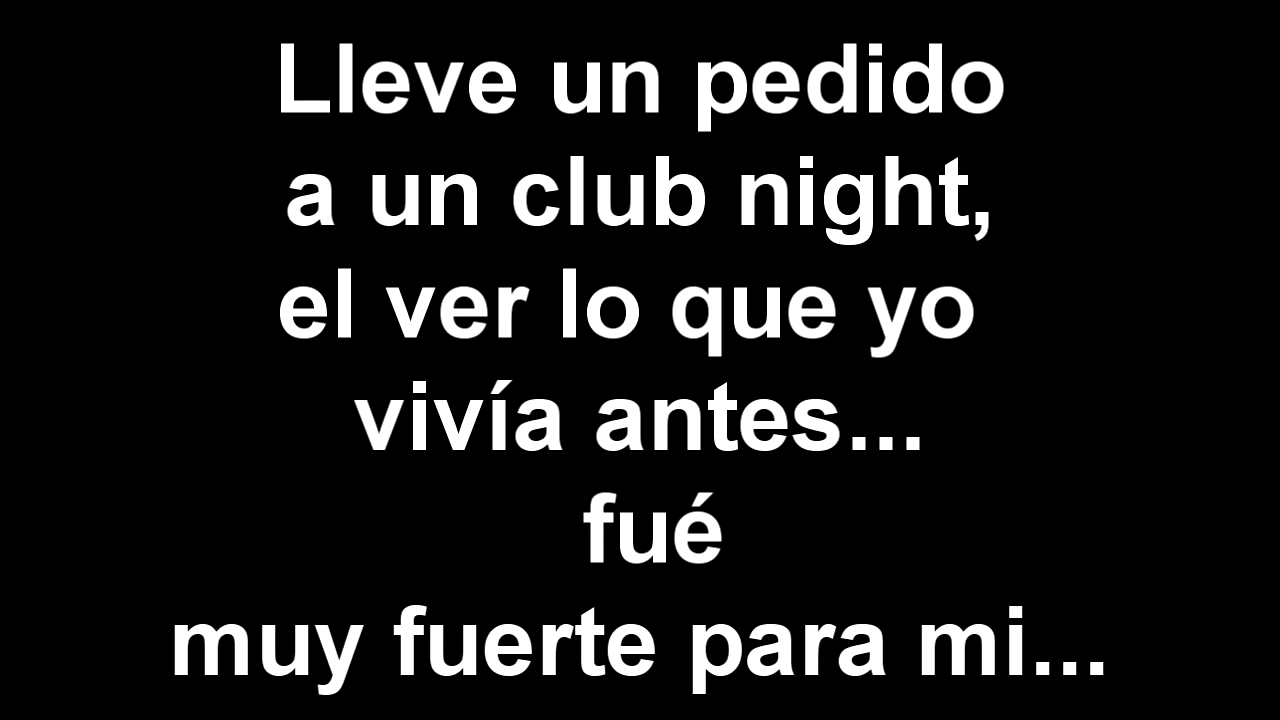 Lleve un pedido
a un club night,
el ver lo que yo
vivía antes...
fué
muy fuerte para mi...